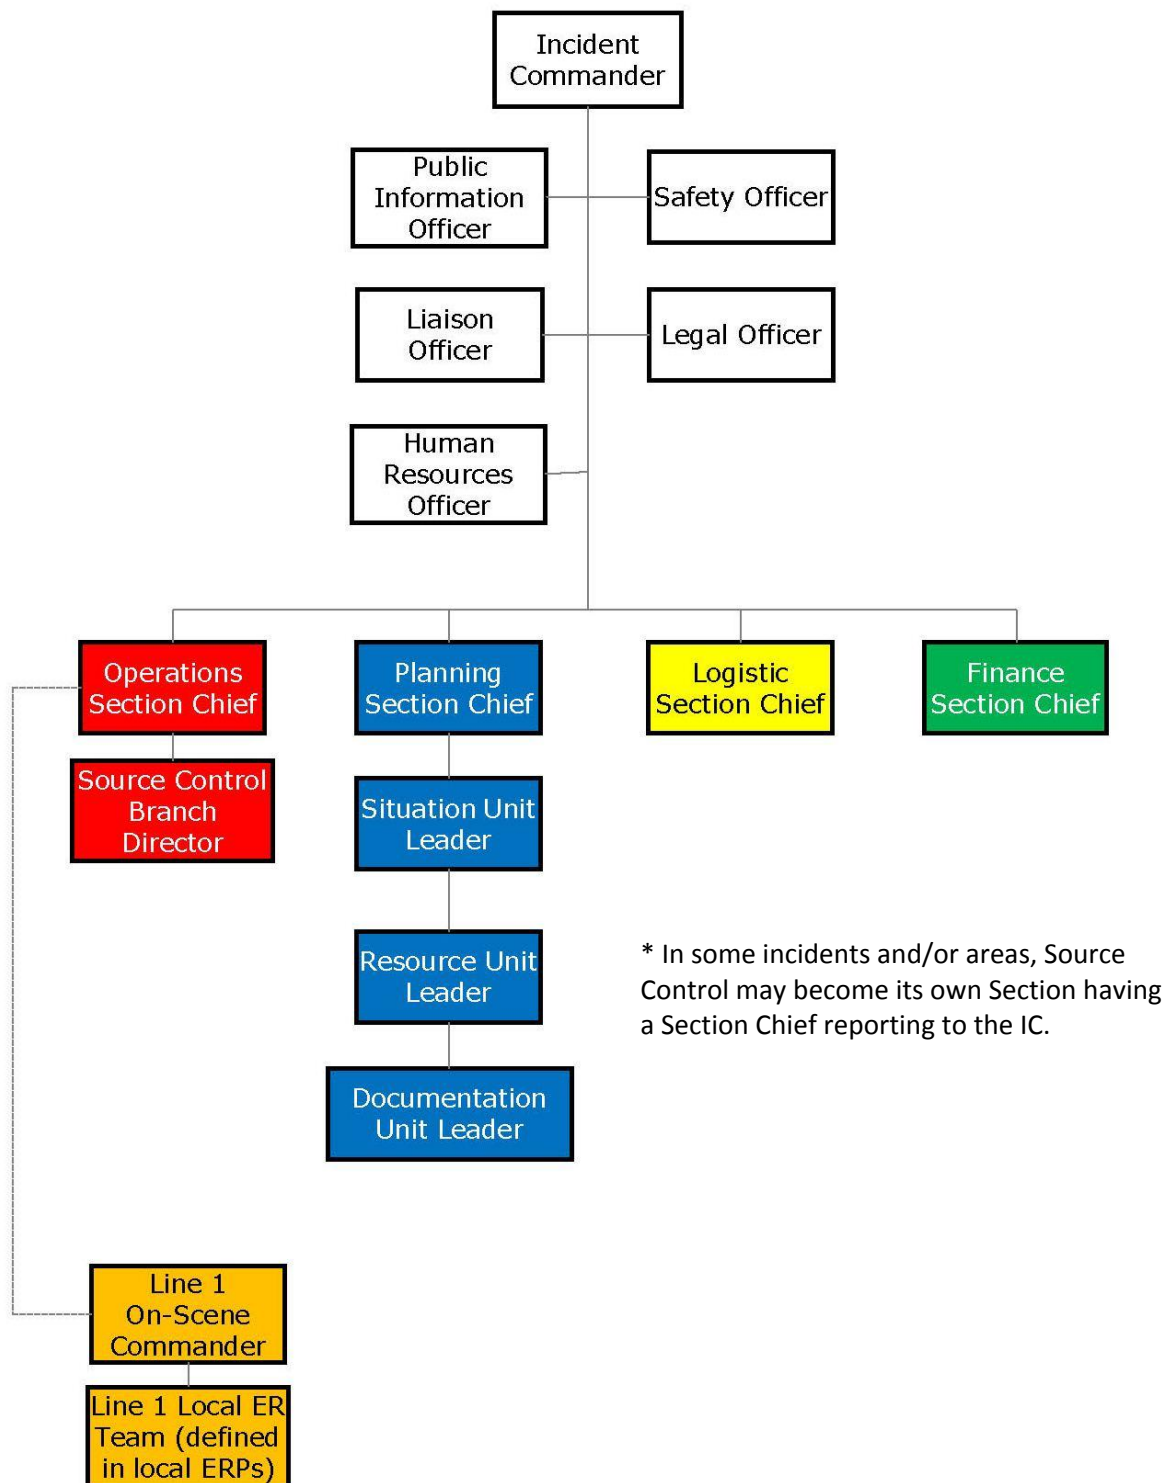 Incident
Commander
Public
Information
Officer
Safety Officer
Liaison
Officer
Legal Officer
Human
Resources
Officer
Operations
Section Chief
Planning
Section Chief
Logistic
Section Chief
Finance
Section Chief
Source Control
Branch
Director
Situation Unit
Leader
Resource Unit
Leader
* In some incidents and/or areas, Source
Control may become its own Section having
a Section Chief reporting to the IC.
Documentation
Unit Leader
Line 1
On-Scene
Commander
Line 1 Local ER
Team (defined
in local ERPs)